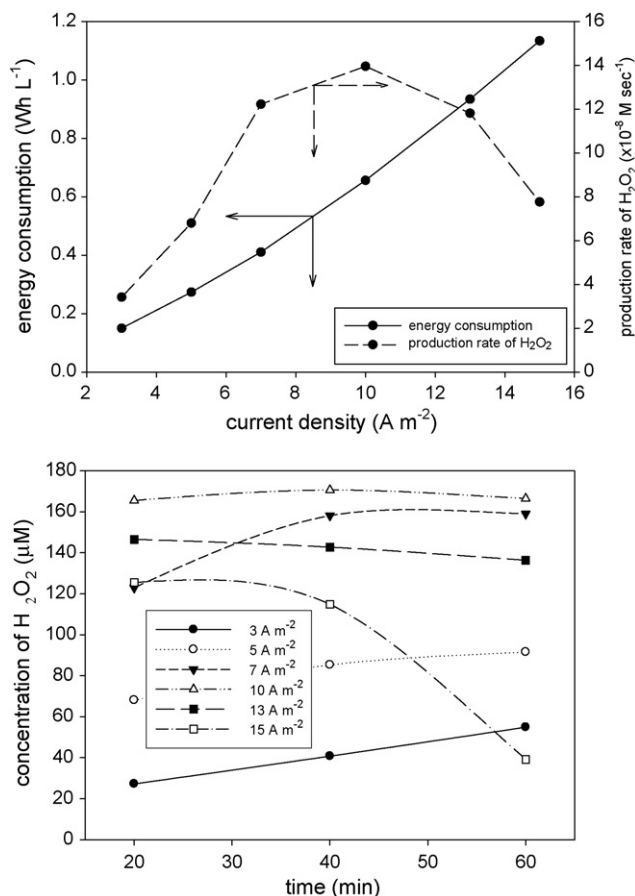 energy consumption (Wh L⁻¹)
1.2
1.0
0.8
0.6
0.4
0.2
0.0
16
14
12
10
8
6
4
2
0
production rate of H₂O₂ (x10⁻⁸ M sec⁻¹)
energy consumption
production rate of H₂O₂
2 4 6 8 10 12 14 16
current density (A m⁻²)
concentration of H₂O₂ (μM)
180
160
140
120
100
80
60
40
20
0
3 A m⁻²
5 A m⁻²
7 A m⁻²
10 A m⁻²
13 A m⁻²
15 A m⁻²
20 30 40 50 60
time (min)